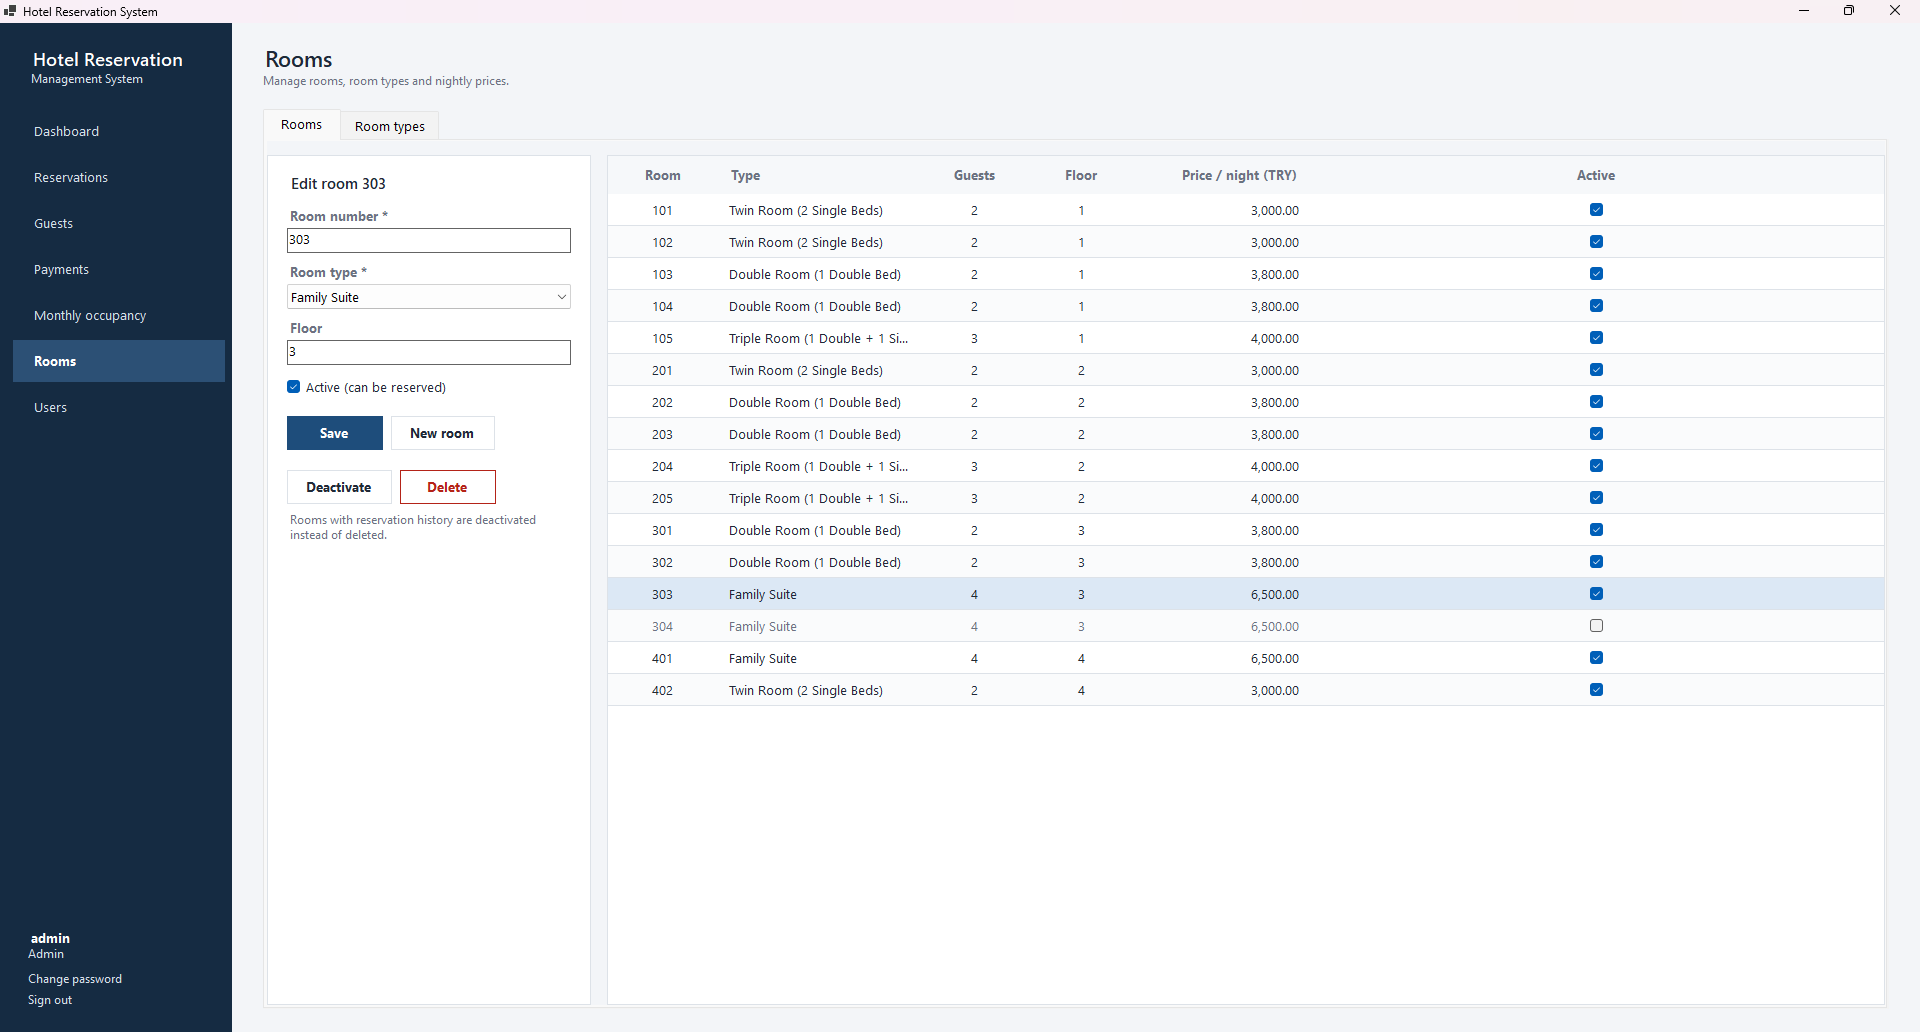 Hotel Reservation System
Hotel Reservation
Management System
Dashboard
Reservations
Guests
Payments
Monthly occupancy
Rooms
Users
admin
Admin
Change password
Sign out
Rooms
Manage rooms, room types and nightly prices.
Rooms Room types
Edit room 303
Room number *
303
Room type *
Family Suite
Floor
3
Active (can be reserved)
Save New room
Deactivate Delete
Rooms with reservation history are deactivated
instead of deleted.
Room Type Guests Floor Price / night (TRY) Active
101 Twin Room (2 Single Beds) 2 1 3,000.00
102 Twin Room (2 Single Beds) 2 1 3,000.00
103 Double Room (1 Double Bed) 2 1 3,800.00
104 Double Room (1 Double Bed) 2 1 3,800.00
105 Triple Room (1 Double + 1 Si... 3 1 4,000.00
201 Twin Room (2 Single Beds) 2 2 3,000.00
202 Double Room (1 Double Bed) 2 2 3,800.00
203 Double Room (1 Double Bed) 2 2 3,800.00
204 Triple Room (1 Double + 1 Si... 3 2 4,000.00
205 Triple Room (1 Double + 1 Si... 3 2 4,000.00
301 Double Room (1 Double Bed) 2 3 3,800.00
302 Double Room (1 Double Bed) 2 3 3,800.00
303 Family Suite 4 3 6,500.00
304 Family Suite 4 3 6,500.00
401 Family Suite 4 4 6,500.00
402 Twin Room (2 Single Beds) 2 4 3,000.00